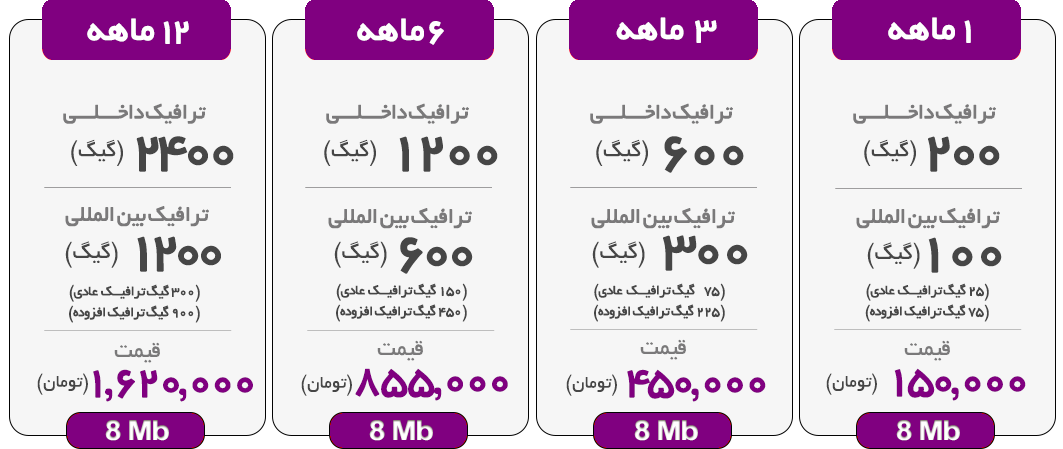 ۱ ماهه
ترافیک داخلی
۲۰۰ (گیگ)
ترافیک بین المللی
۱۰۰ (گیگ)
(۲۵ گیگ ترافیک عادی)
(۷۵ گیگ ترافیک افزوده)
قیمت
۱۵۰,۰۰۰ (تومان)
8 Mb
۳ ماهه
ترافیک داخلی
۶۰۰ (گیگ)
ترافیک بین المللی
۳۰۰ (گیگ)
(۷۵ گیگ ترافیک عادی)
(۲۲۵ گیگ ترافیک افزوده)
قیمت
۴۵۰,۰۰۰ (تومان)
8 Mb
۶ ماهه
ترافیک داخلی
۱۲۰۰ (گیگ)
ترافیک بین المللی
۶۰۰ (گیگ)
(۱۵۰ گیگ ترافیک عادی)
(۴۵۰ گیگ ترافیک افزوده)
قیمت
۸۵۵,۰۰۰ (تومان)
8 Mb
۱۲ ماهه
ترافیک داخلی
۲۴۰۰ (گیگ)
ترافیک بین المللی
۱۲۰۰ (گیگ)
(۳۰۰ گیگ ترافیک عادی)
(۹۰۰ گیگ ترافیک افزوده)
قیمت
۱,۶۲۰,۰۰۰ (تومان)
8 Mb